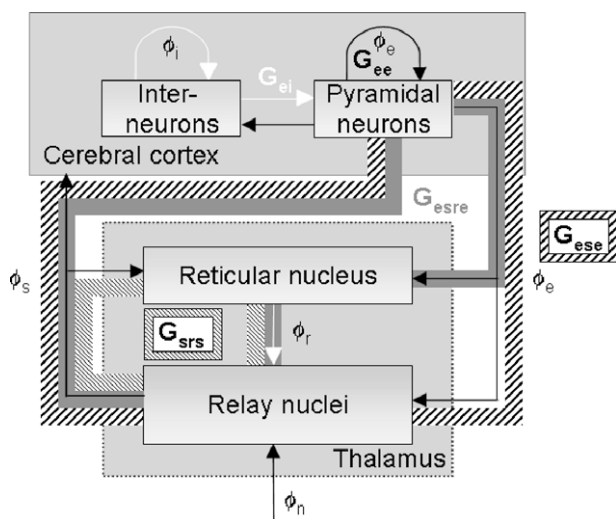 ϕi
ϕe
Gee
Gei
Inter-
neurons
Pyramidal
neurons
Cerebral cortex
Gesre
Gese
Reticular nucleus
ϕs
ϕe
Gsrs
ϕr
Relay nuclei
Thalamus
ϕn